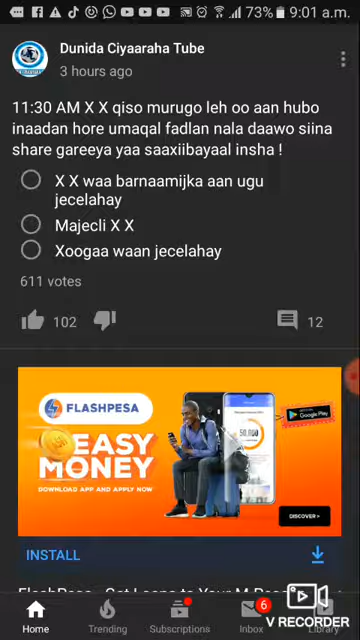 73% 9:01 a.m.
Dunida Ciyaaraha Tube
3 hours ago
11:30 AM X X qiso murugo leh oo aan hubo
inaadan hore umaqal fadlan nala daawo siina
share gareeya yaa saaxiibayaal insha !
X X waa barnaamijka aan ugu
jecelahay
Majecli X X
Xoogaa waan jecelahay
611 votes
102
12
FLASHPESA
EASY
MONEY
DOWNLOAD APP AND APPLY NOW
50,000
Google Play
DISCOVER >
INSTALL
FlashPesa - Get Loans to Your M-Pesa
Home
Trending
Subscriptions
Inbox
6
Library
V RECORDER